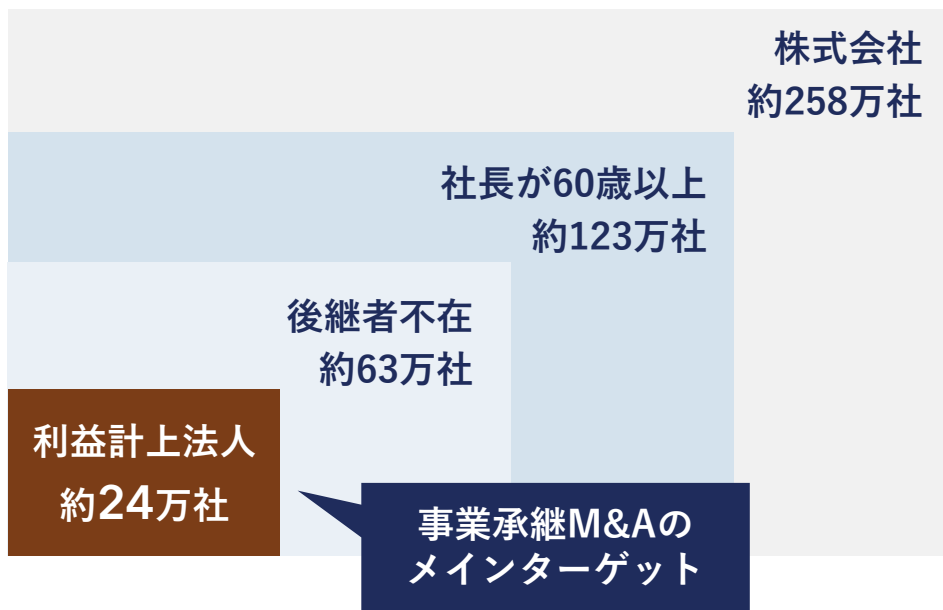 株式会社
約258万社
社長が60歳以上
約123万社
後継者不在
約63万社
利益計上法人
約24万社
事業承継M&Aの
メインターゲット